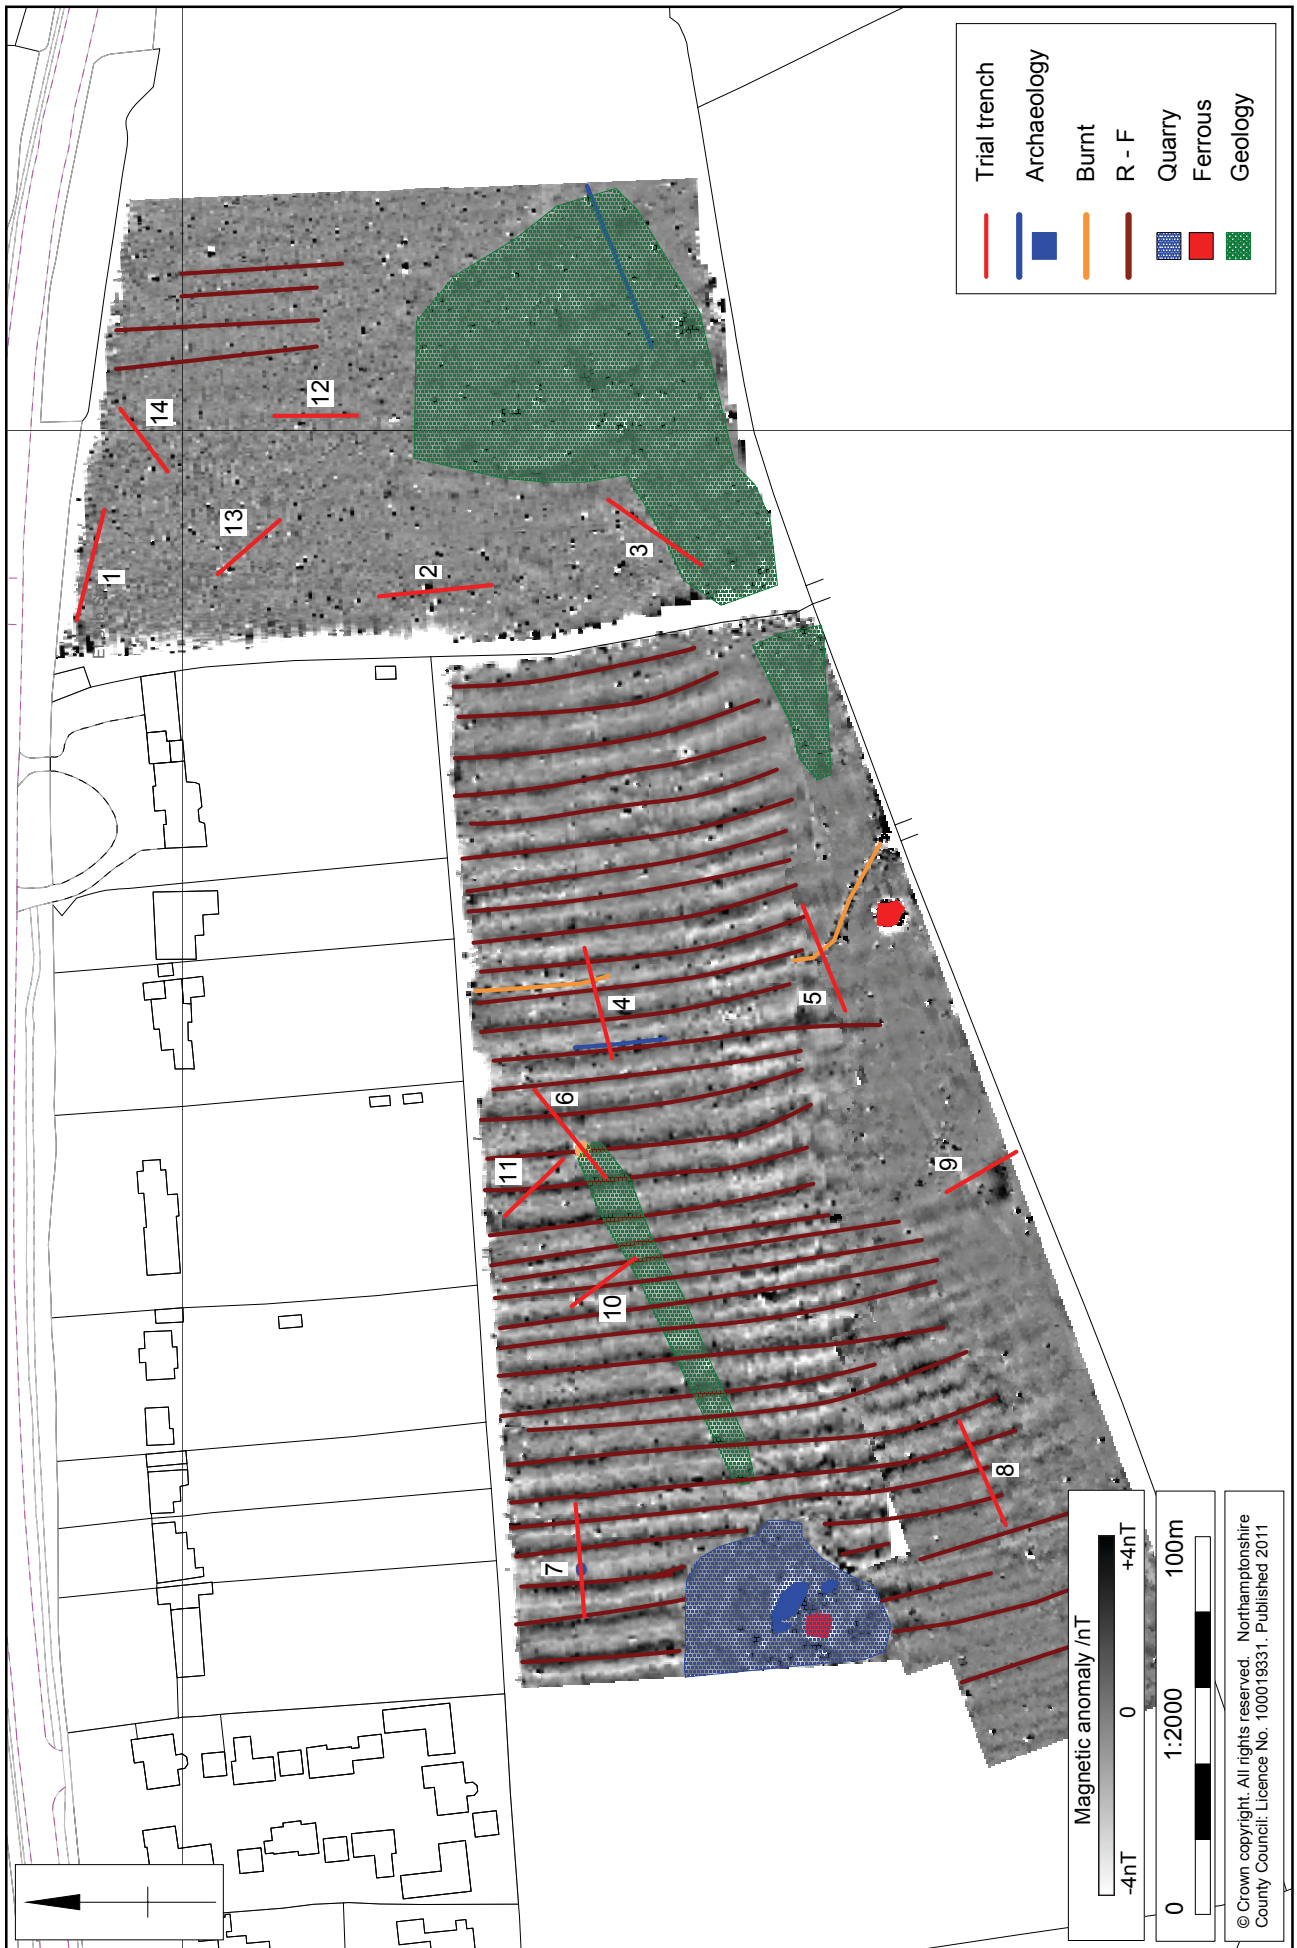 Trial trench
Archaeology
Burnt
R - F
Quarry
Ferrous
Geology
1
14
13
12
2
3
4
5
6
11
10
9
7
8
Magnetic anomaly /nT
-4nT
0
+4nT
0
1:2000
100m
© Crown copyright. All rights reserved. Northamptonshire
County Council: Licence No. 100019331. Published 2011